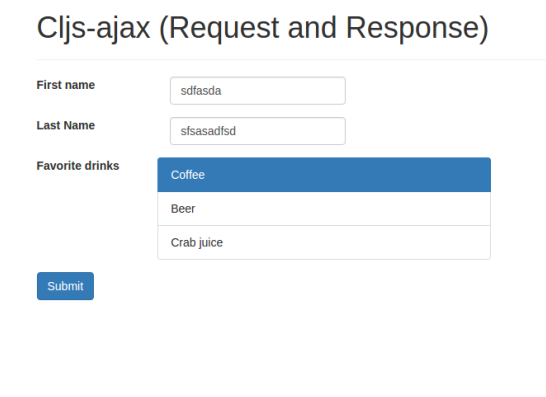 Cljs-ajax (Request and Response)
First name
sdfasda
Last Name
sfsasadfsd
Favorite drinks
Coffee
Beer
Crab juice
Submit